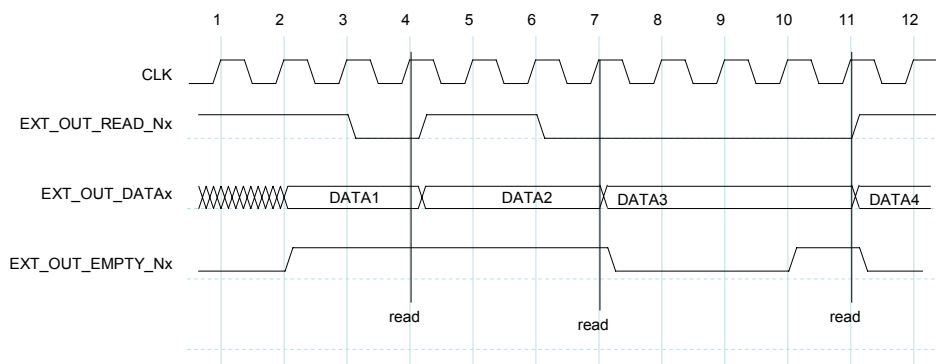 1 2 3 4 5 6 7 8 9 10 11 12
CLK
EXT_OUT_READ_Nx
EXT_OUT_DATAx DATA1 DATA2 DATA3 DATA4
EXT_OUT_EMPTY_Nx
read read read